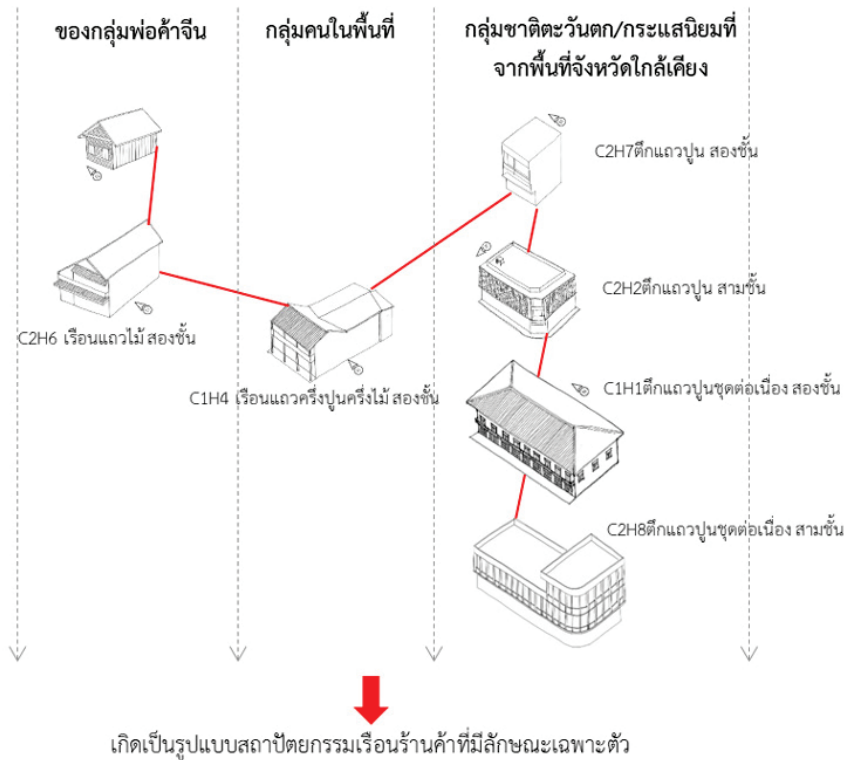 ของกลุ่มพ่อค้าจีน
กลุ่มคนในพื้นที่
กลุ่มชาติตะวันตก/กระแสนิยมที่
จากพื้นที่จังหวัดใกล้เคียง
C2H7ตึกแถวปูน สองชั้น
C2H2ตึกแถวปูน สามชั้น
C2H6 เรือนแถวไม้ สองชั้น
C1H4 เรือนแถวครึ่งปูนครึ่งไม้ สองชั้น
C1H1ตึกแถวปูนชุดต่อเนื่อง สองชั้น
C2H8ตึกแถวปูนชุดต่อเนื่อง สามชั้น
เกิดเป็นรูปแบบสถาปัตยกรรมเรือนร้านค้าที่มีลักษณะเฉพาะตัว